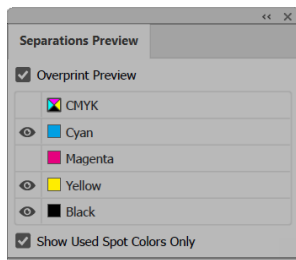 Separations Preview
Overprint Preview
CMYK
Cyan
Magenta
Yellow
Black
Show Used Spot Colors Only